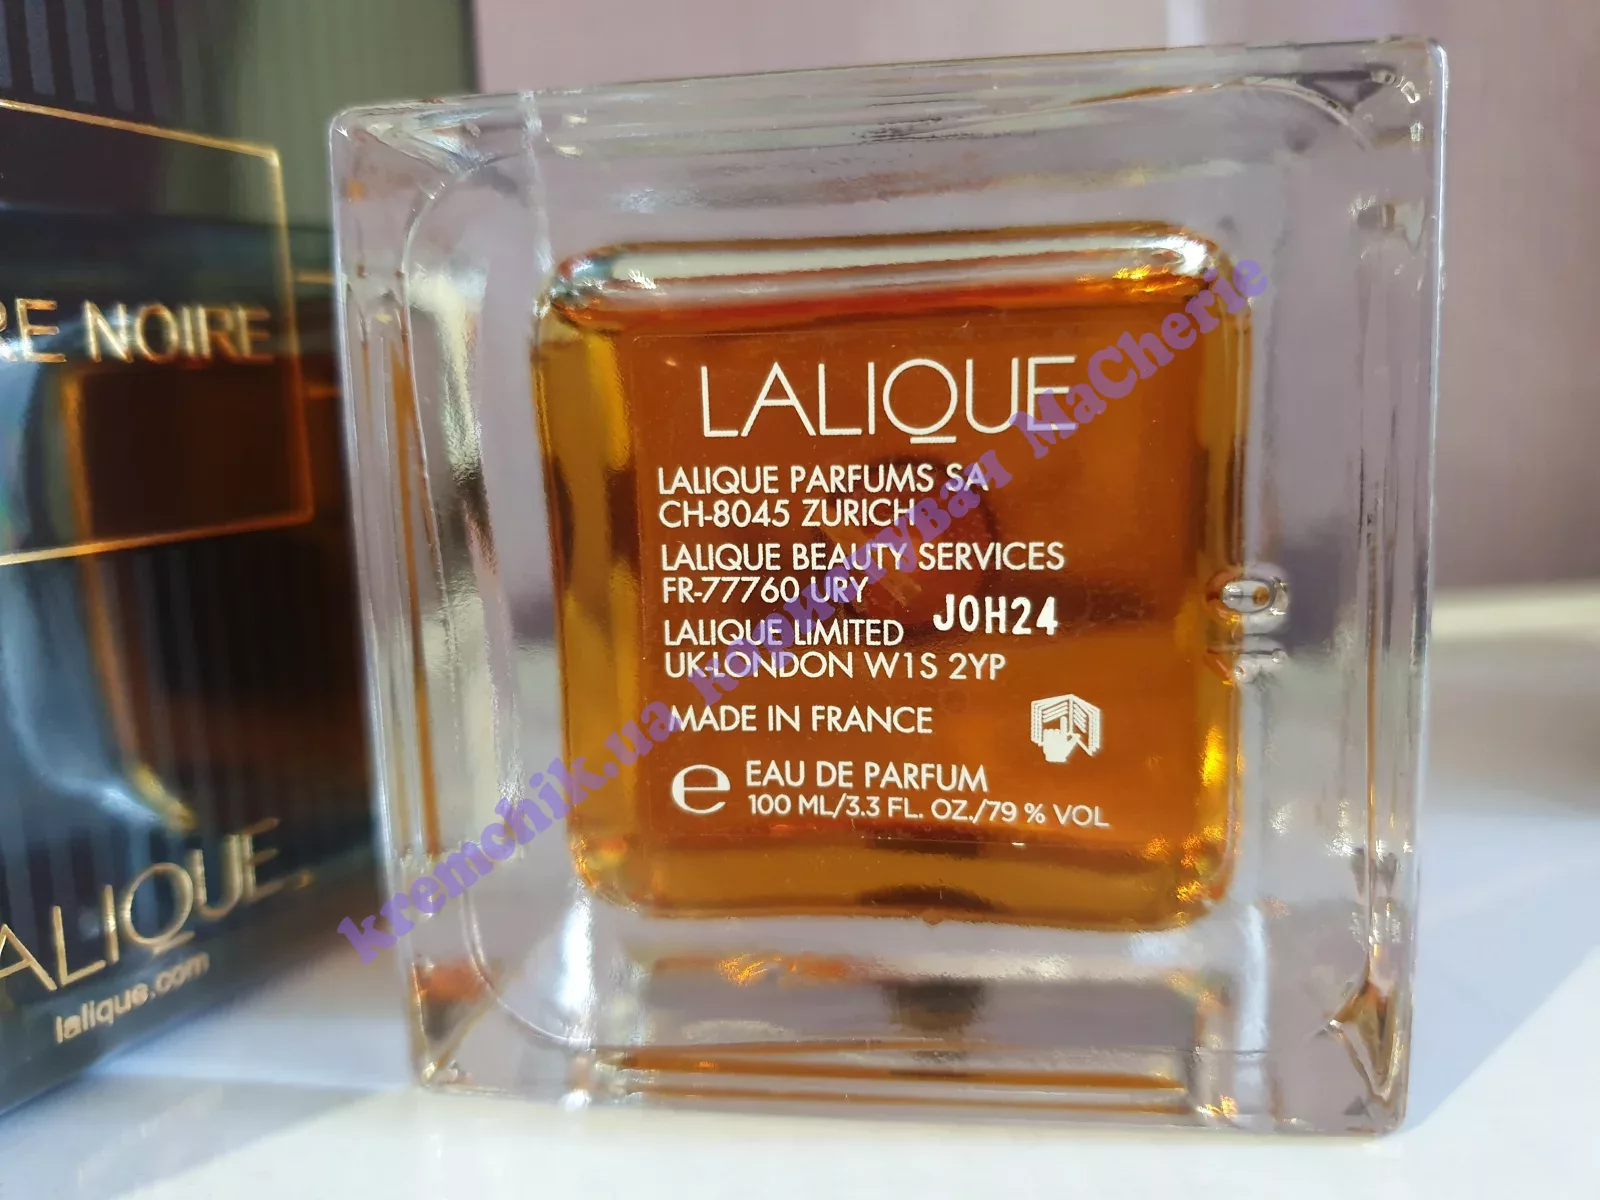 RE NOIRE
ALIQUE
lalique.com
LALIQUE
LALIQUE PARFUMS SA
CH-8045 ZURICH
LALIQUE BEAUTY SERVICES
FR-77760 URY
J0H24
LALIQUE LIMITED
UK-LONDON W1S 2YP
MADE IN FRANCE
e EAU DE PARFUM
100 ML/3.3 FL. OZ./79 % VOL
kremchik.ua користувач MaCherie